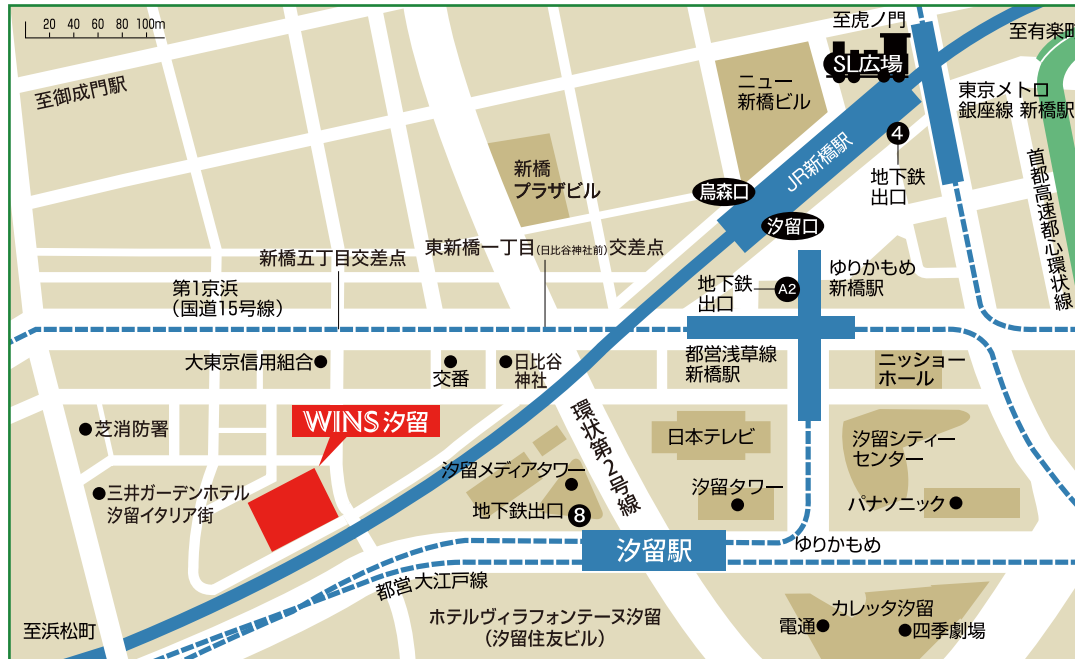 20 40 60 80 100m
至虎ノ門
至有楽町
SL広場
至御成門駅
ニュー
新橋ビル
東京メトロ
銀座線 新橋駅
4
地下鉄
出口
JR新橋駅
首都高速都心環状線
新橋
プラザビル
烏森口
汐留口
新橋五丁目交差点
東新橋一丁目(日比谷神社前)交差点
ゆりかもめ
新橋駅
地下鉄
出口
A2
第1京浜
(国道15号線)
大東京信用組合
交番
日比谷
神社
都営浅草線
新橋駅
ニッショー
ホール
WINS汐留
環状第2号線
芝消防署
日本テレビ
汐留シティー
センター
汐留メディアタワー
三井ガーデンホテル
汐留イタリア街
汐留タワー
パナソニック
地下鉄出口
8
汐留駅
ゆりかもめ
都営 大江戸線
至浜松町
ホテルヴィラフォンテーヌ汐留
(汐留住友ビル)
カレッタ汐留
電通
四季劇場